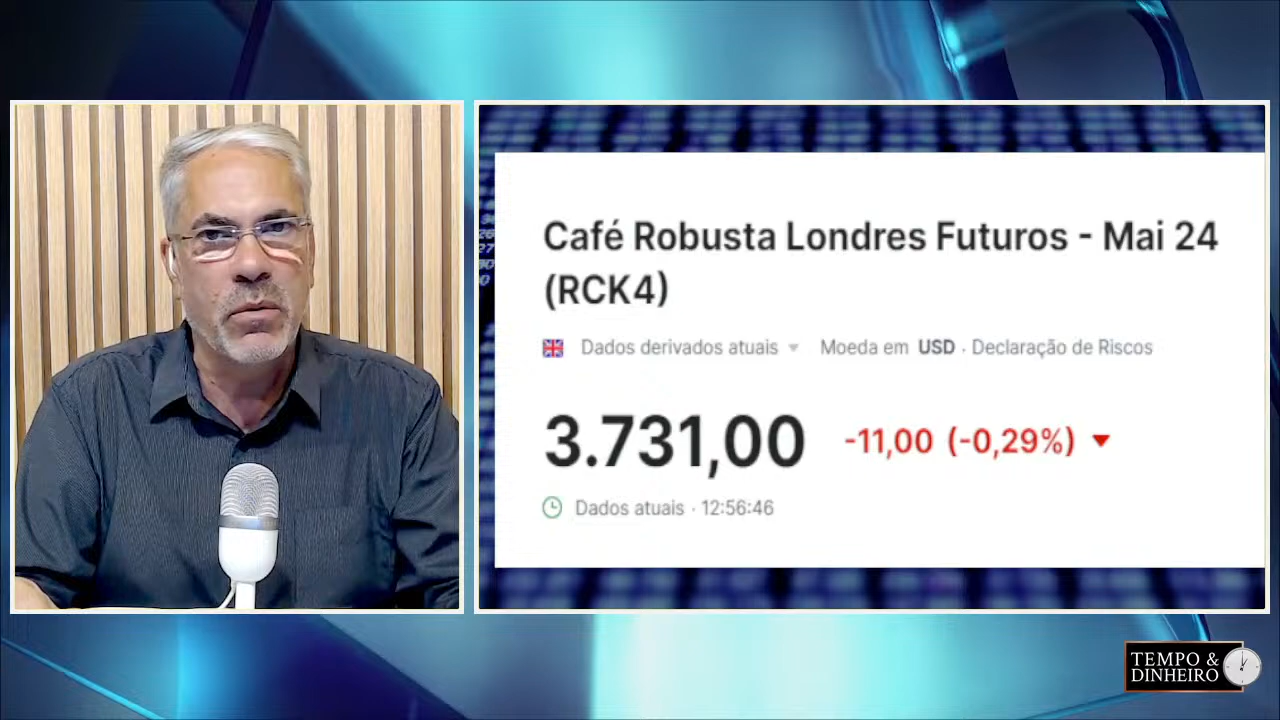 Café Robusta Londres Futuros - Mai 24
(RCK4)
Dados derivados atuais
Moeda em USD · Declaração de Riscos
3.731,00 -11,00 (-0,29%)
Dados atuais · 12:56:46
TEMPO &
DINHEIRO